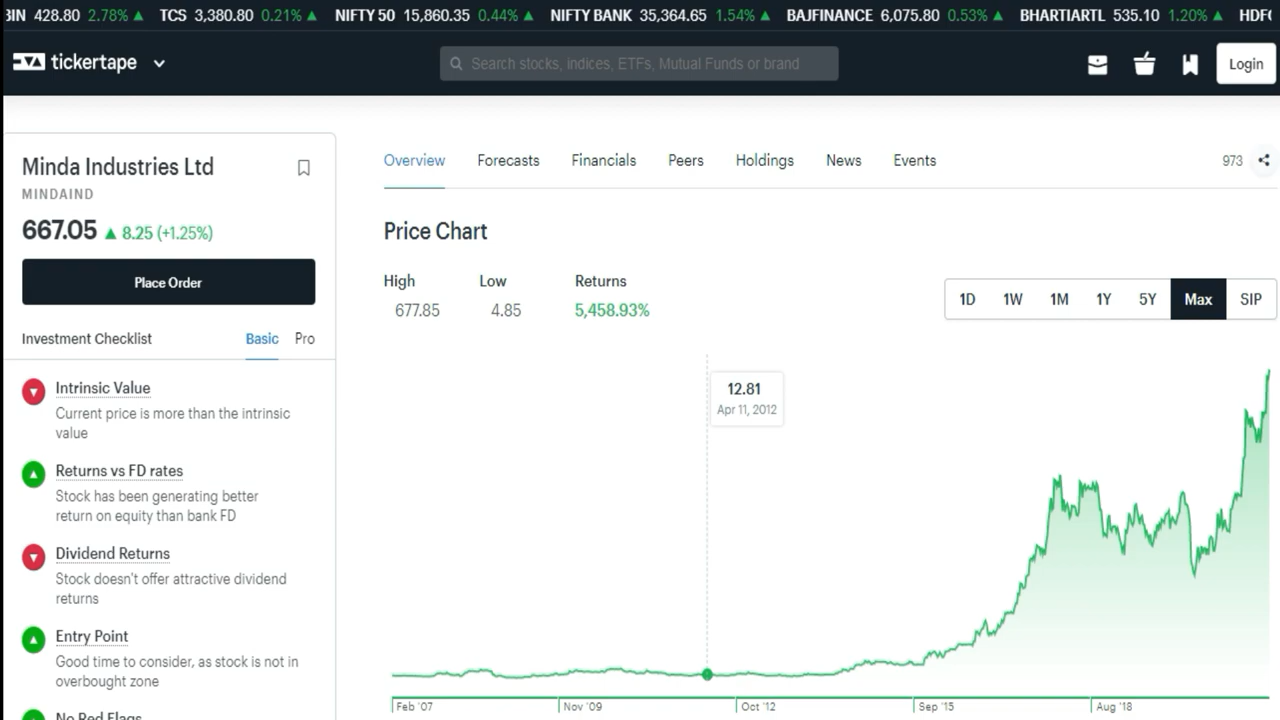 BIN 428.80 2.78% ▲ TCS 3,380.80 0.21% ▲ NIFTY 50 15,860.35 0.44% ▲ NIFTY BANK 35,364.65 1.54% ▲ BAJFINANCE 6,075.80 0.53% ▲ BHARTIARTL 535.10 1.20% ▲ HDF
tickertape
Search stocks, indices, ETFs, Mutual Funds or brand
Login
Minda Industries Ltd
MINDAIND
667.05 ▲ 8.25 (+1.25%)
Place Order
Investment Checklist Basic Pro
Intrinsic Value
Current price is more than the intrinsic
value
Returns vs FD rates
Stock has been generating better
return on equity than bank FD
Dividend Returns
Stock doesn't offer attractive dividend
returns
Entry Point
Good time to consider, as stock is not in
overbought zone
No Red Flags
Overview Forecasts Financials Peers Holdings News Events 973
Price Chart
High Low Returns
677.85 4.85 5,458.93%
1D 1W 1M 1Y 5Y Max SIP
12.81
Apr 11, 2012
Feb '07 Nov '09 Oct '12 Sep '15 Aug '18